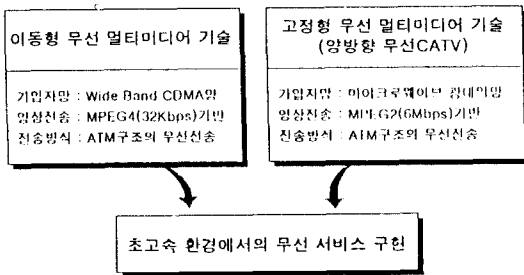 이동형 무선 멀티미디어 기술
가입자망 : Wide Band CDMA망
영상전송 : MPEG4(32Kbps)기반
전송방식 : ATM구조의 무선전송
고정형 무선 멀티미디어 기술
(양방향 무선CATV)
가입자망 : 마이크로웨이브 광대역망
영상전송 : MPEG2(6Mbps)기반
전송방식 : ATM구조의 무선전송
초고속 환경에서의 무선 서비스 구현